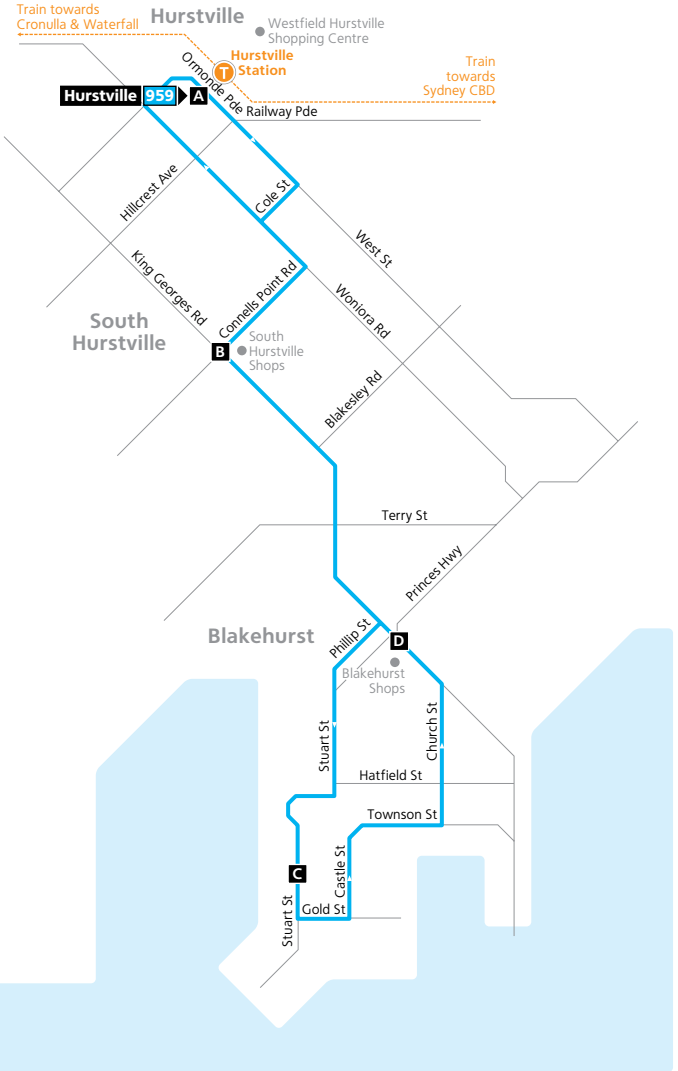 Train towards
Cronulla & Waterfall
Hurstville
Westfield Hurstville
Shopping Centre
Hurstville
Station
T
Train
towards
Sydney CBD
Ormonde Pde
Hurstville 959 A
Railway Pde
Hillcrest Ave
Cole St
West St
King Georges Rd
Connells Point Rd
Woniora Rd
South
Hurstville
B
South
Hurstville
Shops
Blakesley Rd
Terry St
Princes Hwy
Blakehurst
Phillip St
D
Blakehurst
Shops
Stuart St
Church St
Hatfield St
Townson St
Castle St
C
Stuart St
Gold St